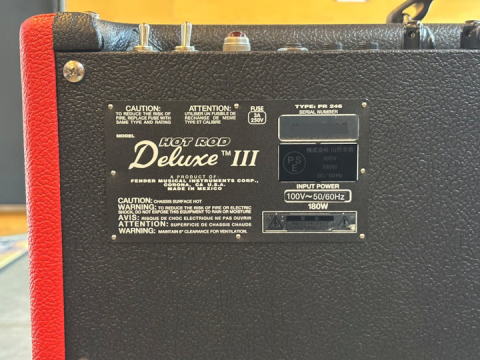 CAUTION:
TO REDUCE THE RISK OF
FIRE, REPLACE FUSE WITH
SAME TYPE AND RATING
ATTENTION:
UTILISER UN FUSIBLE DE
RECHANGE DE MEME
TYPE ET CALIBRE
FUSE
2A
250V
TYPE: PR 246
SERIAL NUMBER
MODEL
HOT ROD
Deluxe™ III
A PRODUCT OF
FENDER MUSICAL INSTRUMENTS CORP.,
CORONA, CA U.S.A.
MADE IN MEXICO
PS
E
INPUT POWER
100V~50/60Hz
180W
CAUTION: CHASSIS SURFACE HOT
WARNING: TO REDUCE THE RISK OF FIRE OR ELECTRIC
SHOCK, DO NOT EXPOSE THIS EQUIPMENT TO RAIN OR MOISTURE
AVIS: RISQUE DE CHOC ELECTRIQUE NE PAS OUVRIR
ATTENTION: SUPERFICIE DE CHASSIS CHAUDE
WARNING: MAINTAIN 6" CLEARANCE FOR VENTILATION.